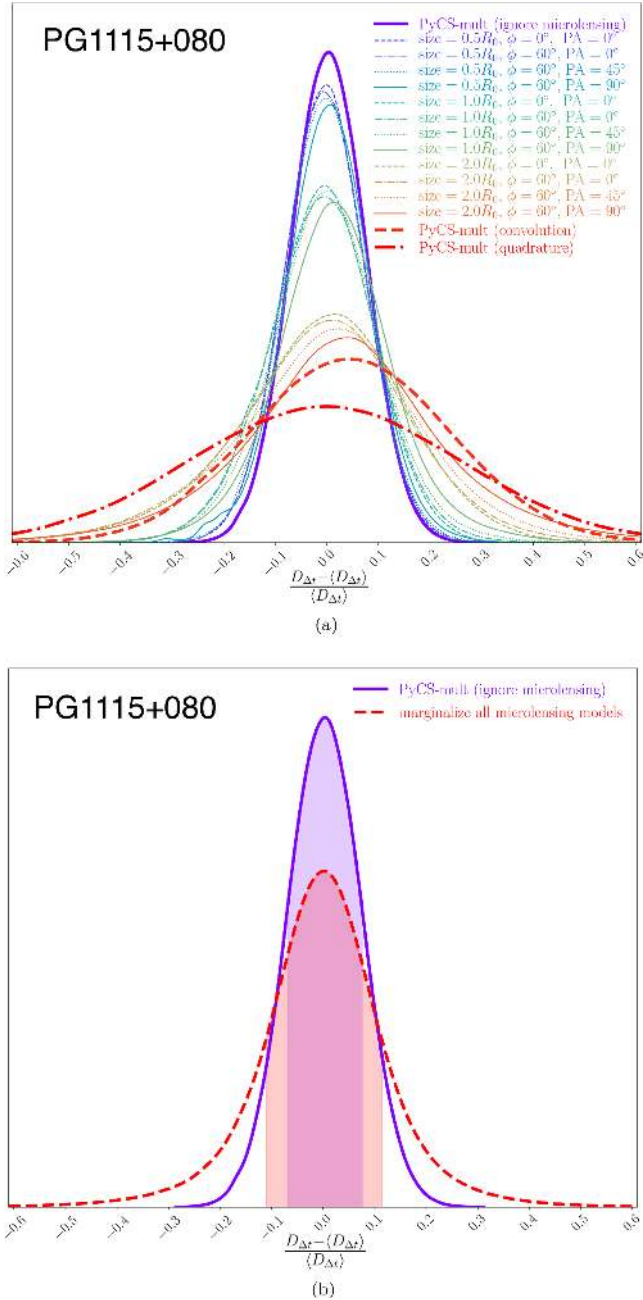 PG1115+080
PyCS-mult (ignore microlensing)
size = 0.5R₀, ϕ = 0°, PA = 0°
size = 0.5R₀, ϕ = 60°, PA = 0°
size = 0.5R₀, ϕ = 60°, PA = 45°
size = 0.5R₀, ϕ = 60°, PA = 90°
size = 1.0R₀, ϕ = 0°, PA = 0°
size = 1.0R₀, ϕ = 60°, PA = 0°
size = 1.0R₀, ϕ = 60°, PA = 45°
size = 1.0R₀, ϕ = 60°, PA = 90°
size = 2.0R₀, ϕ = 0°, PA = 0°
size = 2.0R₀, ϕ = 60°, PA = 0°
size = 2.0R₀, ϕ = 60°, PA = 45°
size = 2.0R₀, ϕ = 60°, PA = 90°
PyCS-mult (convolution)
PyCS-mult (quadrature)
−0.6 −0.5 −0.4 −0.3 −0.2 −0.1 0.0 0.1 0.2 0.3 0.4 0.5 0.6
D_Δt − ⟨D_Δt⟩
⟨D_Δt⟩
(a)
PG1115+080
PyCS-mult (ignore microlensing)
marginalize all microlensing models
−0.6 −0.5 −0.4 −0.3 −0.2 −0.1 0.0 0.1 0.2 0.3 0.4 0.5 0.6
D_Δt − ⟨D_Δt⟩
⟨D_Δt⟩
(b)